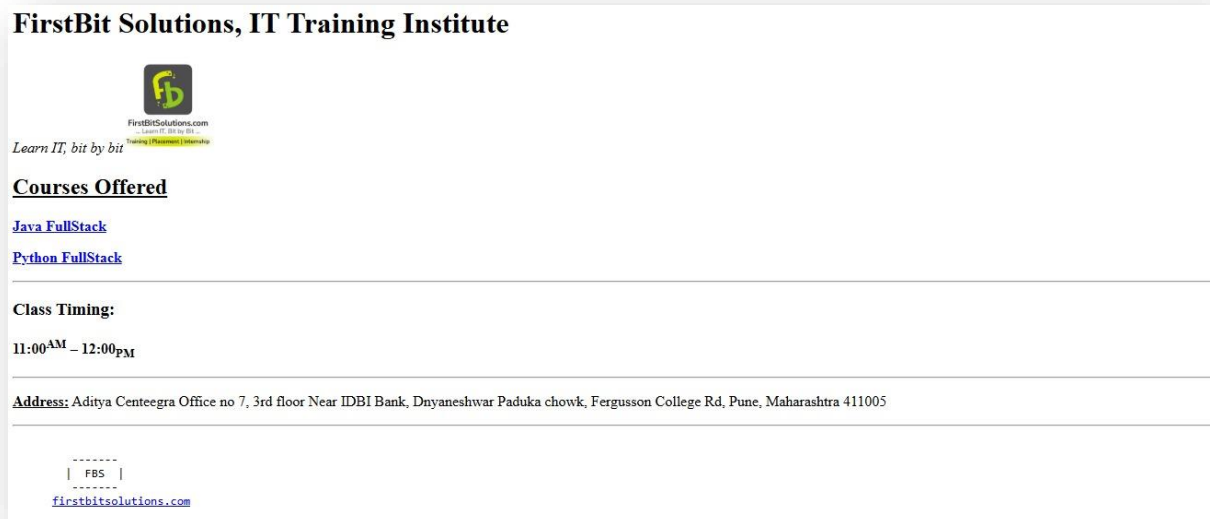 FirstBit Solutions, IT Training Institute
Fb
FirstBitSolutions.com
... Learn IT, Bit by Bit ...
Training | Placement | Internship
Learn IT, bit by bit
Courses Offered
Java FullStack
Python FullStack
Class Timing:
11:00AM – 12:00PM
Address: Aditya Centeegra Office no 7, 3rd floor Near IDBI Bank, Dnyaneshwar Paduka chowk, Fergusson College Rd, Pune, Maharashtra 411005
-------
| FBS |
-------
firstbitsolutions.com